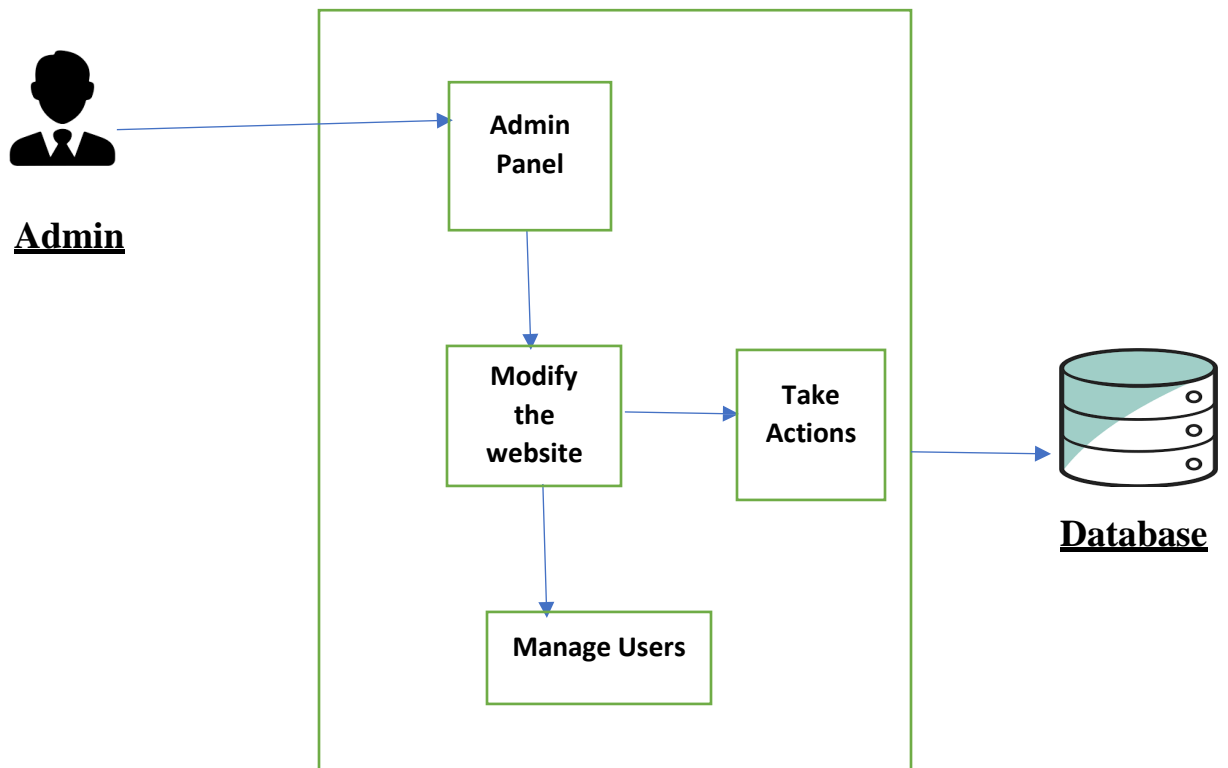 Admin
Admin
Panel
Modify
the
website
Take
Actions
Database
Manage Users